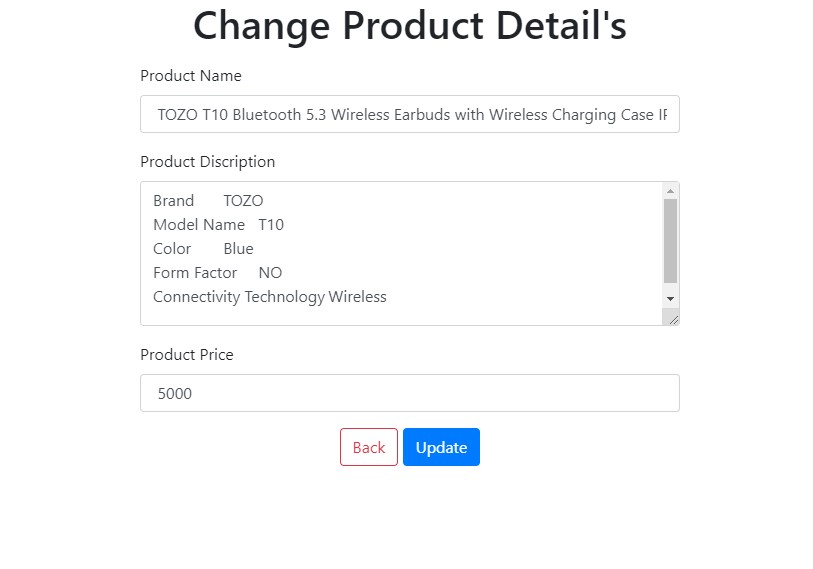 Change Product Detail's
Product Name
TOZO T10 Bluetooth 5.3 Wireless Earbuds with Wireless Charging Case
Product Discription
Brand TOZO
Model Name T10
Color Blue
Form Factor NO
Connectivity Technology Wireless
Product Price
5000
Back Update